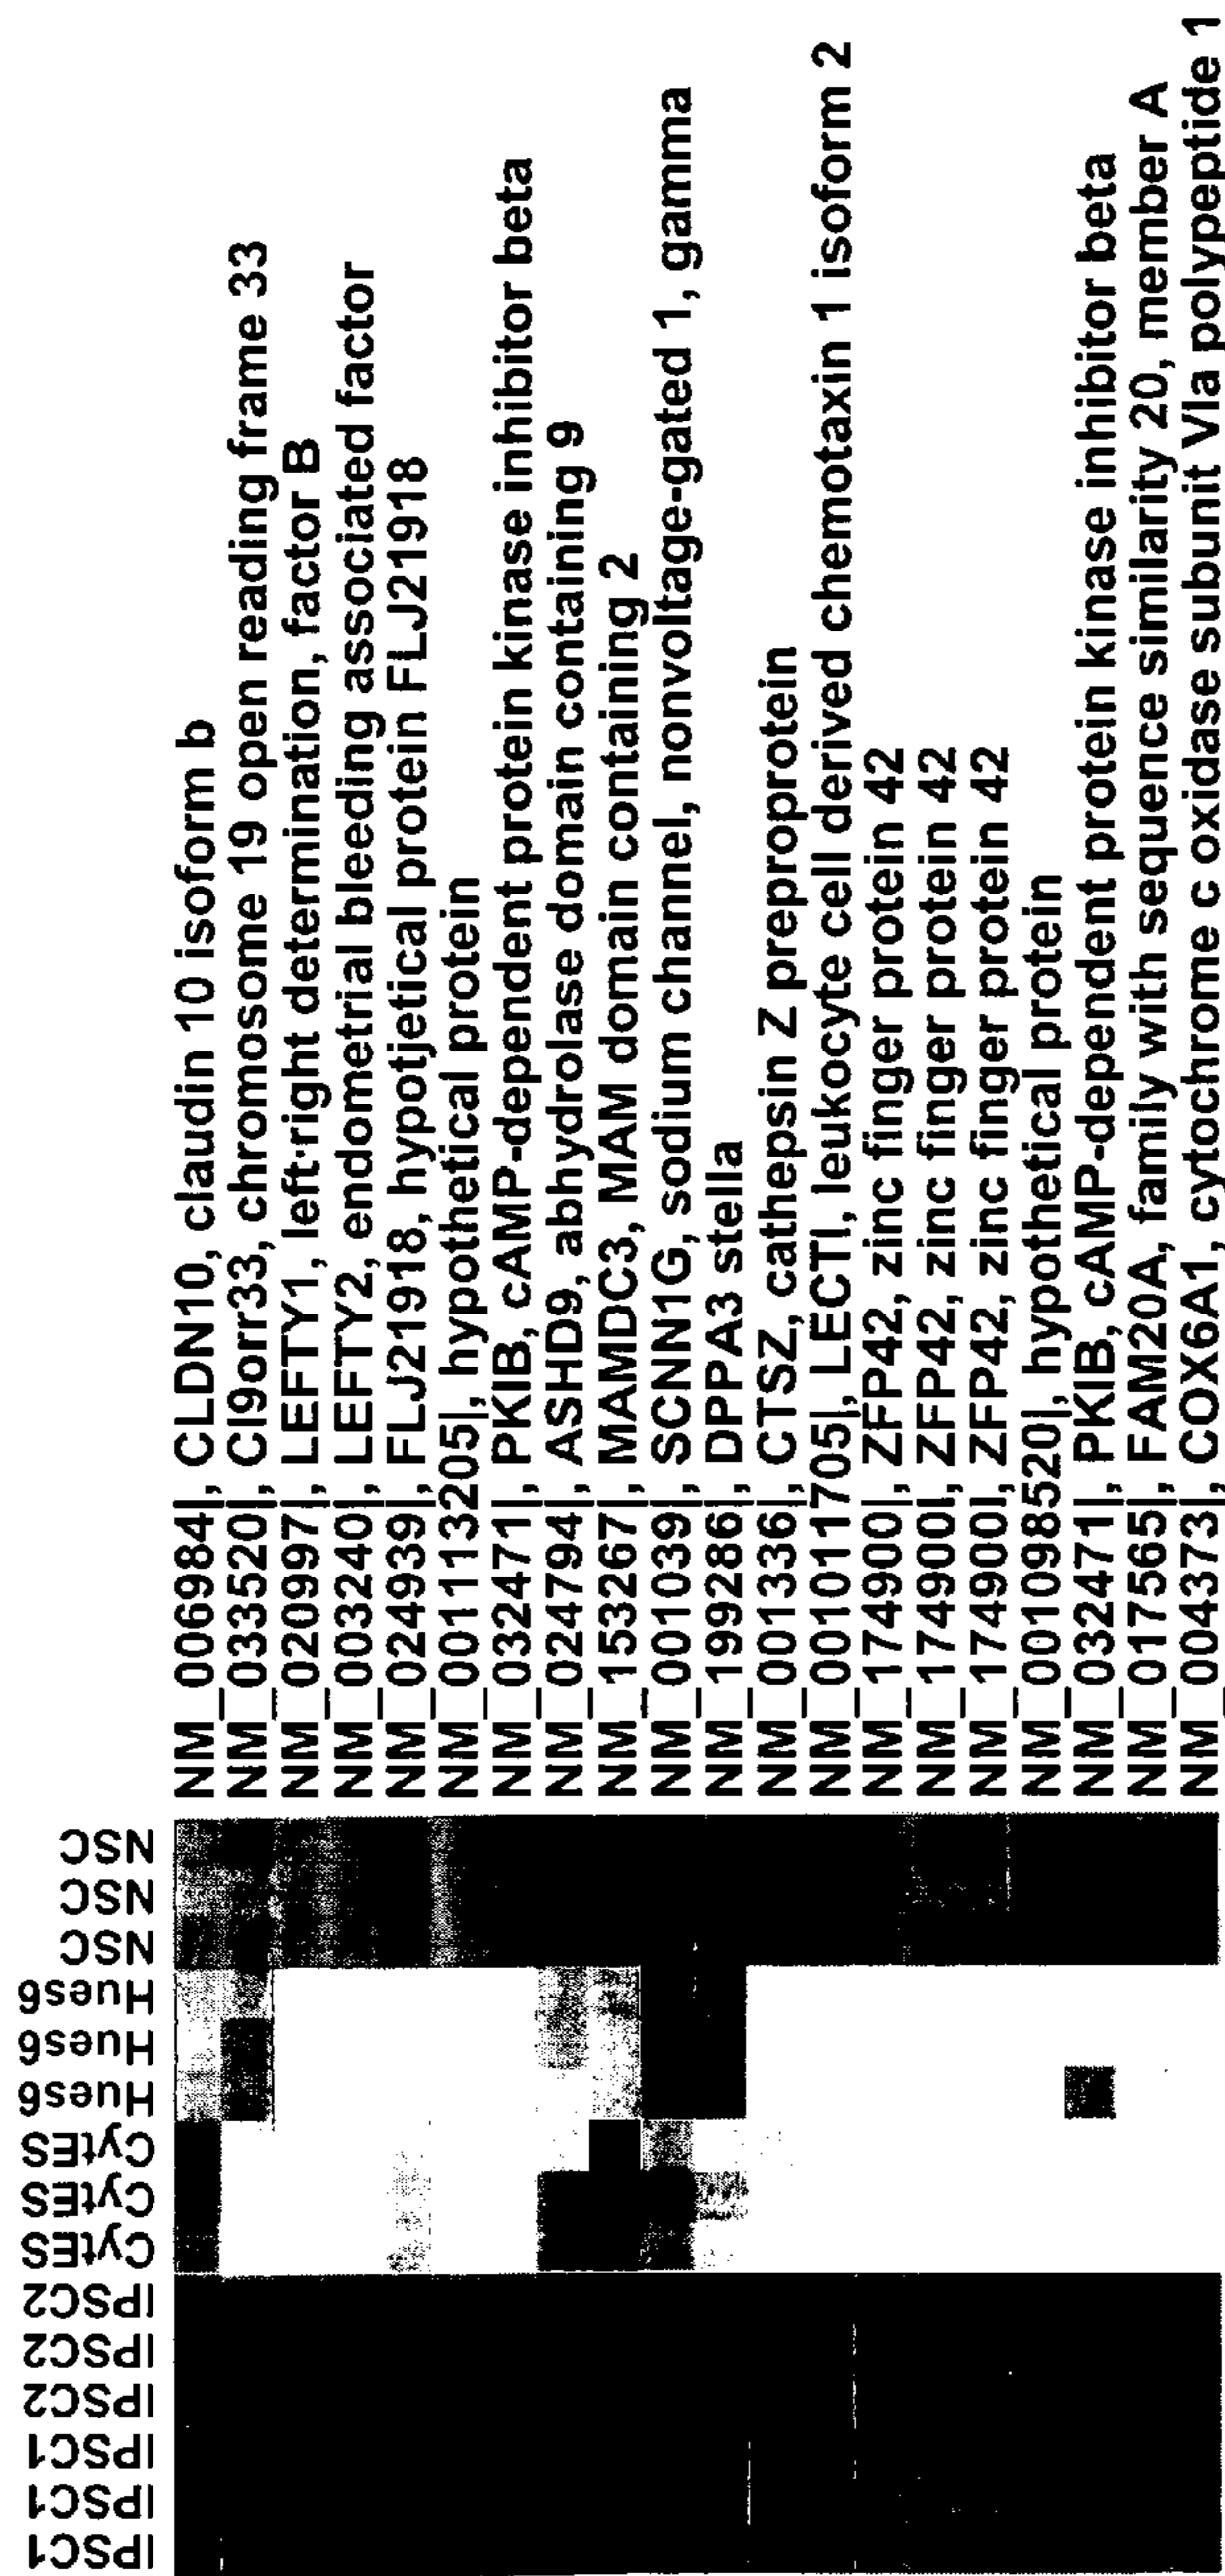 IPSC1
IPSC1
IPSC1
IPSC2
IPSC2
IPSC2
CytES
CytES
CytES
Hues6
Hues6
Hues6
NSC
NSC
NSC
NM_006984|, CLDN10, claudin 10 isoform b
NM_033520|, Cl9orr33, chromosome 19 open reading frame 33
NM_020997|, LEFTY1, left·right determination, factor B
NM_003240|, LEFTY2, endometrial bleeding associated factor
NM_024939|, FLJ21918, hypotjetical protein FLJ21918
NM_001113205|, hypothetical protein
NM_032471|, PKIB, cAMP-dependent protein kinase inhibitor beta
NM_024794|, ASHD9, abhydrolase domain containing 9
NM_153267|, MAMDC3, MAM domain containing 2
NM_001039|, SCNN1G, sodium channel, nonvoltage-gated 1, gamma
NM_199286|, DPPA3 stella
NM_001336|, CTSZ, cathepsin Z preproprotein
NM_001011705|, LECTI, leukocyte cell derived chemotaxin 1 isoform 2
NM_174900|, ZFP42, zinc finger protein 42
NM_174900l, ZFP42, zinc finger protein 42
NM_174900l, ZFP42, zinc finger protein 42
NM_001098520|, hypothetical protein
NM_032471|, PKIB, cAMP-dependent protein kinase inhibitor beta
NM_017565|, FAM20A, family with sequence similarity 20, member A
NM_004373|, COX6A1, cytochrome c oxidase subunit VIa polypeptide 1